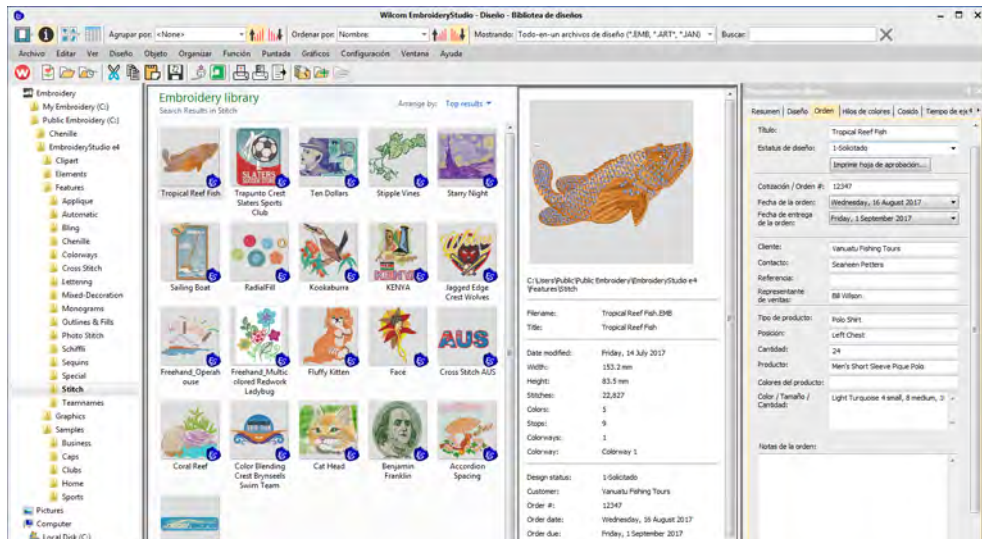 Wilcom EmbroideryStudio - Diseño - Bibliotea de diseños
Agrupar por: <None> Ordenar por: Nombre: Mostrando: Todo-en-un archivos de diseño (*.EMB, *.ART*, *.JAN) Buscar:
Archivo Editar Ver Diseño Objeto Organizar Función Puntada Gráficos Configuración Ventana Ayuda
Embroidery
My Embroidery (C:)
Public Embroidery (C:)
Chenille
EmbroideryStudio e4
Clipart
Elements
Features
Applique
Automatic
Bling
Chenille
Colorways
Cross Stitch
Lettering
Mixed-Decoration
Monograms
Outlines & Fills
Photo Stitch
Schiffli
Sequins
Special
Stitch
Teamnames
Graphics
Samples
Business
Caps
Clubs
Home
Sports
Pictures
Computer
Local Disk (C:)
Embroidery library
Search Results in Stitch
Arrange by: Top results
SLATERS
Tropical Reef Fish
Trapunto Crest
Slaters Sports
Club
Ten Dollars
Stipple Vines
Starry Night
KENYA
Sailing Boat
RadialFill
Kookaburra
KENYA
Jagged Edge
Crest Wolves
AUS
Freehand_Operah
ouse
Freehand_Multic
olored Redwork
Ladybug
Fluffy Kitten
Face
Cross Stitch AUS
Coral Reef
Color Blending
Crest Brynseels
Swim Team
Cat Head
Benjamin
Franklin
Accordion
Spacing
C:\Users\Public\Public Embroidery\EmbroideryStudio e4
\Features\Stitch
Filename: Tropical Reef Fish.EMB
Title: Tropical Reef Fish
Date modified: Friday, 14 July 2017
Width: 153.2 mm
Height: 83.5 mm
Stitches: 22,827
Colors: 5
Stops: 9
Colorways: 1
Colorway: Colorway 1
Design status: 1-Solicitado
Customer: Vanuatu Fishing Tours
Order #: 12347
Order date: Wednesday, 16 August 2017
Order due: Friday, 1 September 2017
Resumen Diseño Orden Hilos de colores Cosido Tiempo de eje
Título: Tropical Reef Fish
Estatus de diseño: 1-Solicitado
Imprimir hoja de aprobación...
Cotización / Orden #: 12347
Fecha de la orden: Wednesday, 16 August 2017
Fecha de entrega
de la orden: Friday, 1 September 2017
Cliente: Vanuatu Fishing Tours
Contacto: Seaneen Petters
Referencia:
Representante
de ventas: Bill Wilson
Tipo de producto: Polo Shirt
Posición: Left Chest
Cantidad: 24
Producto: Men's Short Sleeve Pique Polo
Colores del producto:
Color / Tamaño /
Cantidad: Light Turquoise 4 small, 8 medium,
Notas de la orden: